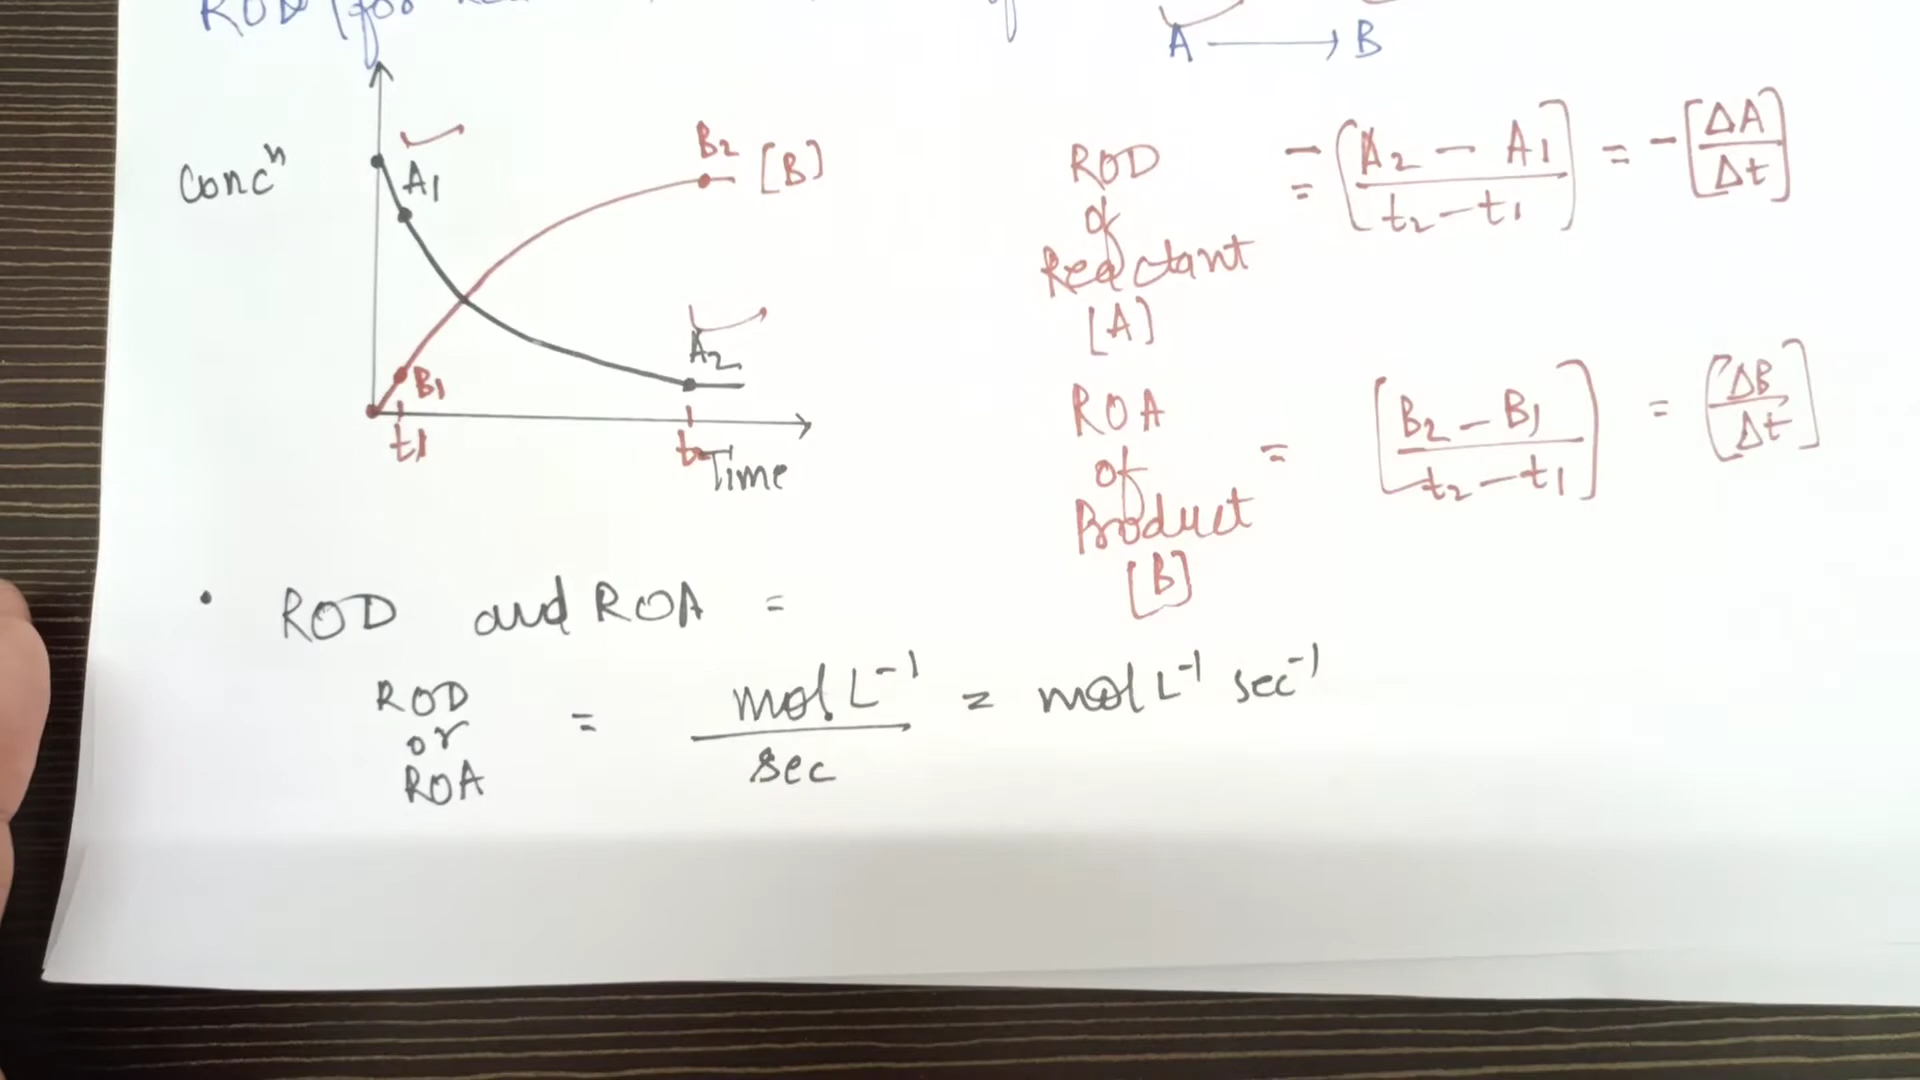 ROD (for
A → B
Concⁿ
A₁
B₂ [B]
A₂
B₁
t₁
t₂
Time
ROD of Reactant [A] = - [A₂ - A₁ / t₂ - t₁] = - [ΔA / Δt]
ROA of Product [B] = [B₂ - B₁ / t₂ - t₁] = [ΔB / Δt]
• ROD and ROA =
ROD or ROA = mol L⁻¹ / sec = mol L⁻¹ sec⁻¹